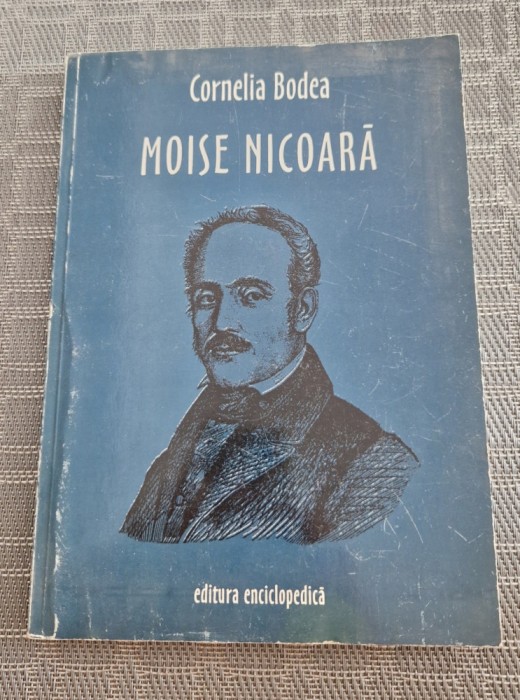 Cornelia Bodea
MOISE NICOARĂ
editura enciclopedică